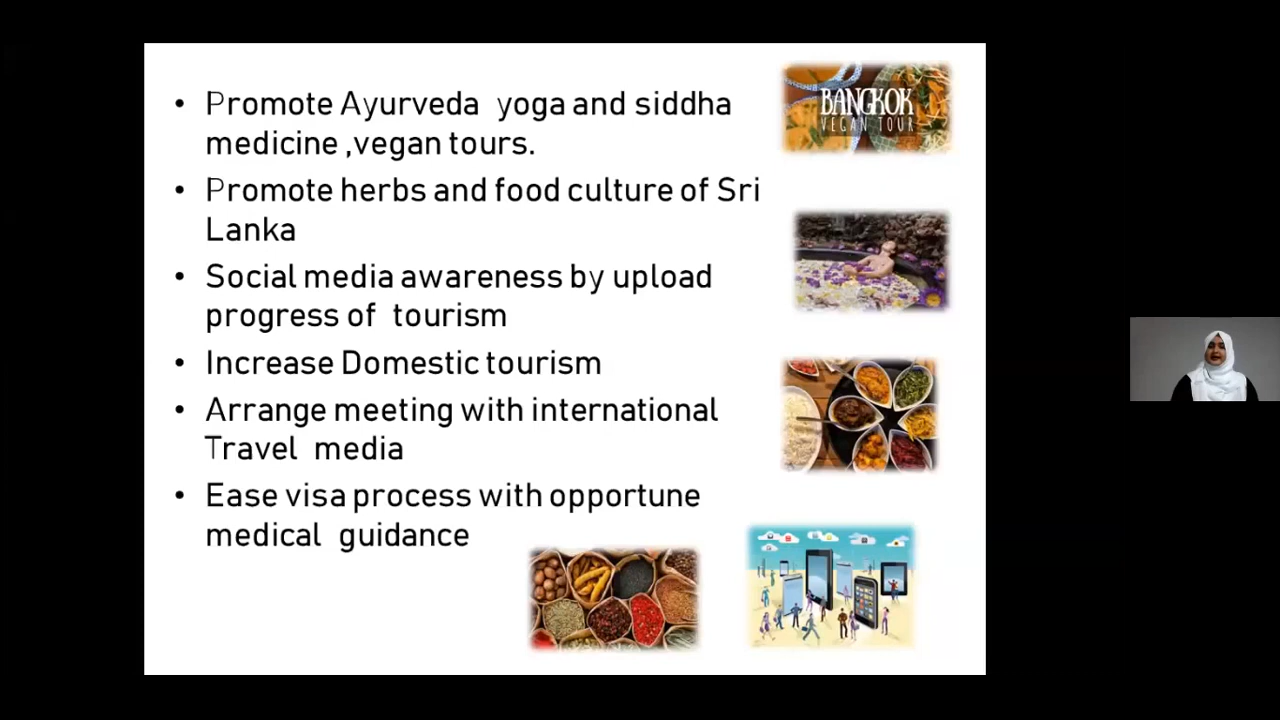 • Promote Ayurveda yoga and siddha
medicine ,vegan tours.
• Promote herbs and food culture of Sri
Lanka
• Social media awareness by upload
progress of tourism
• Increase Domestic tourism
• Arrange meeting with international
Travel media
• Ease visa process with opportune
medical guidance
BANGKOK
VEGAN TOUR